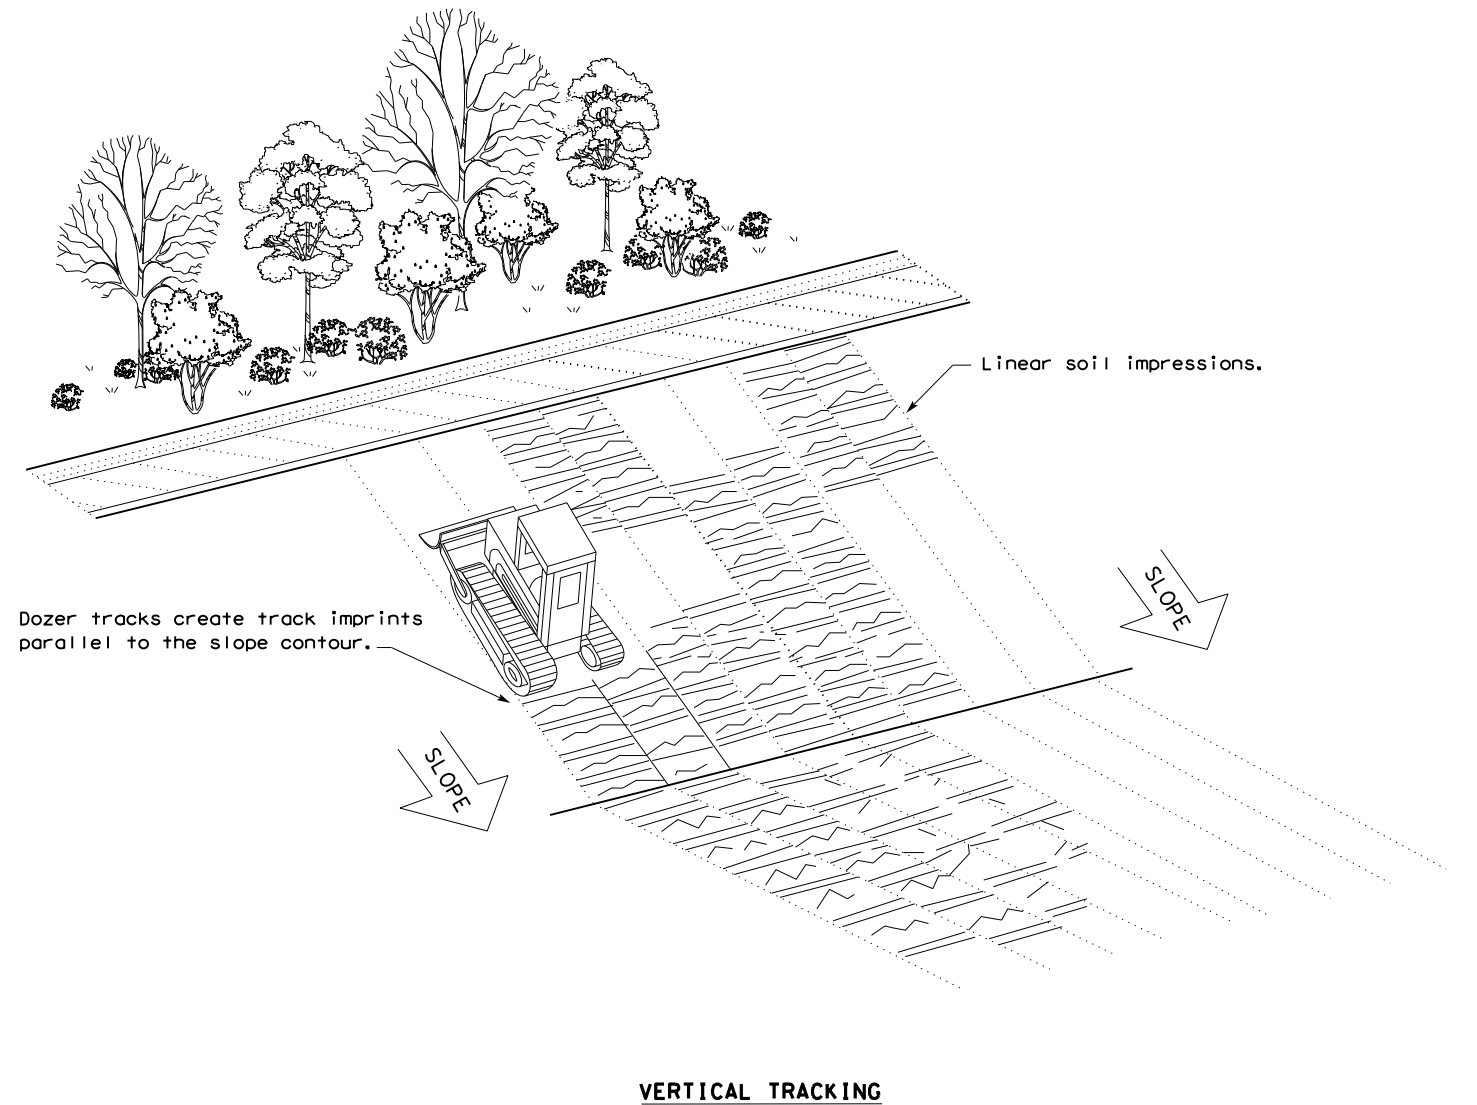 Linear soil impressions.
SLOPE
Dozer tracks create track imprints
parallel to the slope contour.
SLOPE
VERTICAL TRACKING